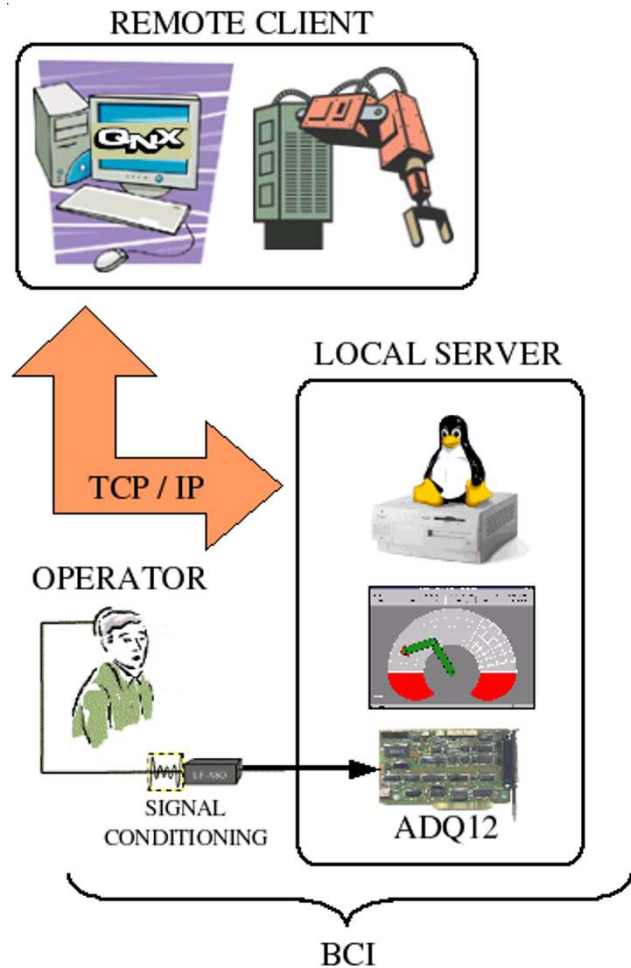 REMOTE CLIENT
QNX
LOCAL SERVER
TCP / IP
OPERATOR
SIGNAL
CONDITIONING
ADQ12
BCI